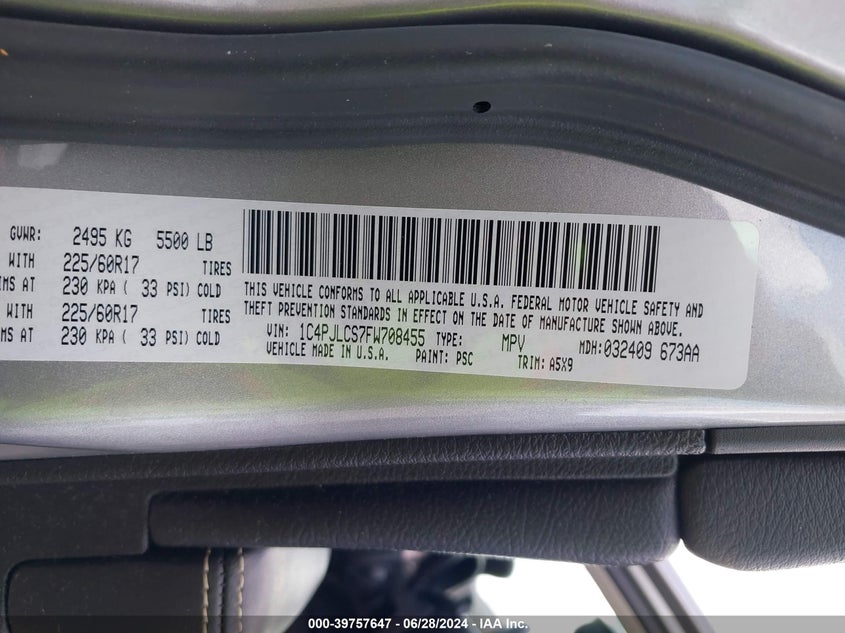 GVWR: 2495 KG 5500 LB
WITH 225/60R17 TIRES
IMS AT 230 KPA ( 33 PSI) COLD
WITH 225/60R17 TIRES
IMS AT 230 KPA ( 33 PSI) COLD
THIS VEHICLE CONFORMS TO ALL APPLICABLE U.S.A. FEDERAL MOTOR VEHICLE SAFETY AND
THEFT PREVENTION STANDARDS IN EFFECT ON THE DATE OF MANUFACTURE SHOWN ABOVE.
VIN: 1C4PJLCS7FW708455 TYPE: MPV MDH:032409 673AA
VEHICLE MADE IN U.S.A. PAINT: PSC TRIM: A5X9
000-39757647 / 06/28/2024 - IAA Inc.